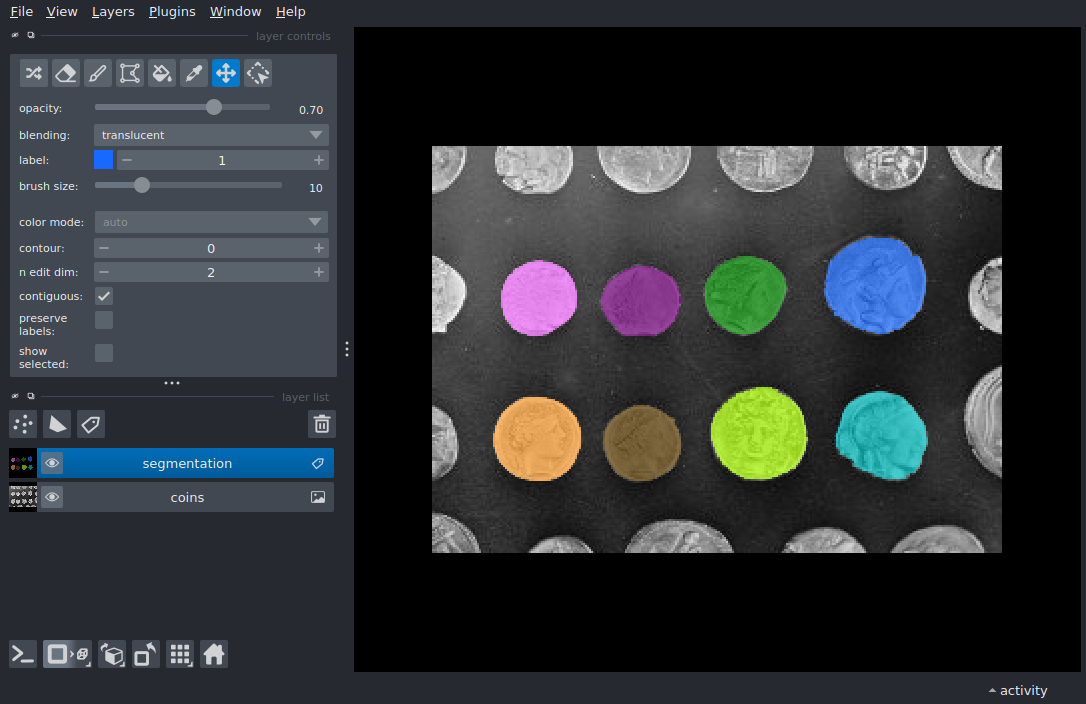 File View Layers Plugins Window Help
layer controls
opacity: 0.70
blending: translucent
label: 1
brush size: 10
color mode: auto
contour: 0
n edit dim: 2
contiguous:
preserve
labels:
show
selected:
layer list
segmentation
coins
activity